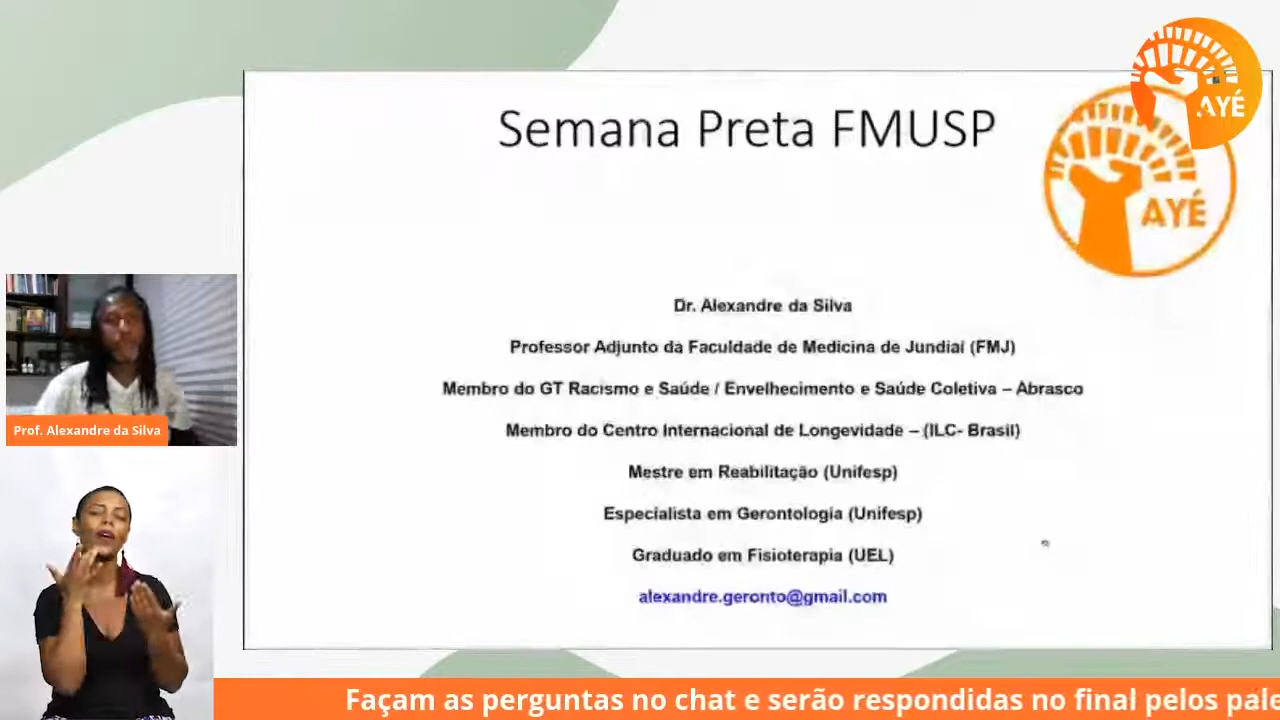 AYÉ
Semana Preta FMUSP
AYÉ
Dr. Alexandre da Silva
Professor Adjunto da Faculdade de Medicina de Jundiaí (FMJ)
Membro do GT Racismo e Saúde / Envelhecimento e Saúde Coletiva – Abrasco
Membro do Centro Internacional de Longevidade – (ILC- Brasil)
Mestre em Reabilitação (Unifesp)
Especialista em Gerontologia (Unifesp)
Graduado em Fisioterapia (UEL)
alexandre.geronto@gmail.com
Prof. Alexandre da Silva
Façam as perguntas no chat e serão respondidas no final pelos pale